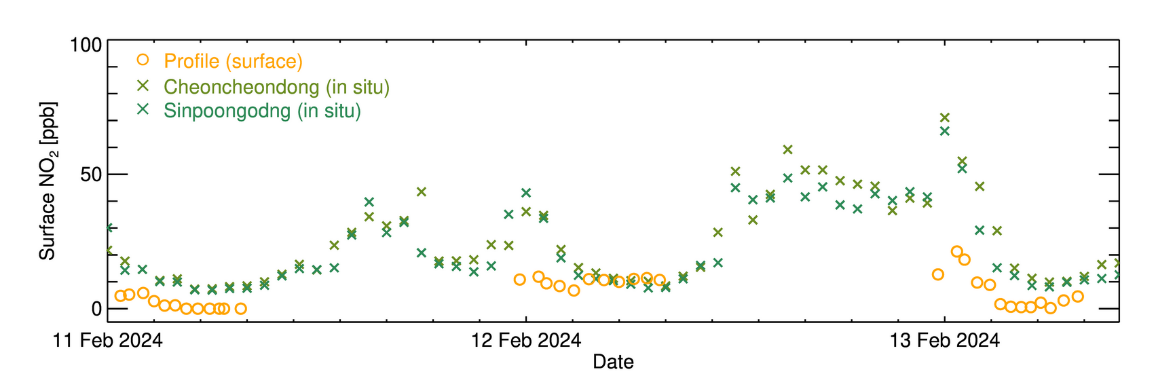 100
50
0
Surface NO₂ [ppb]
Profile (surface)
Cheoncheondong (in situ)
Sinpoongodng (in situ)
11 Feb 2024
12 Feb 2024
13 Feb 2024
Date